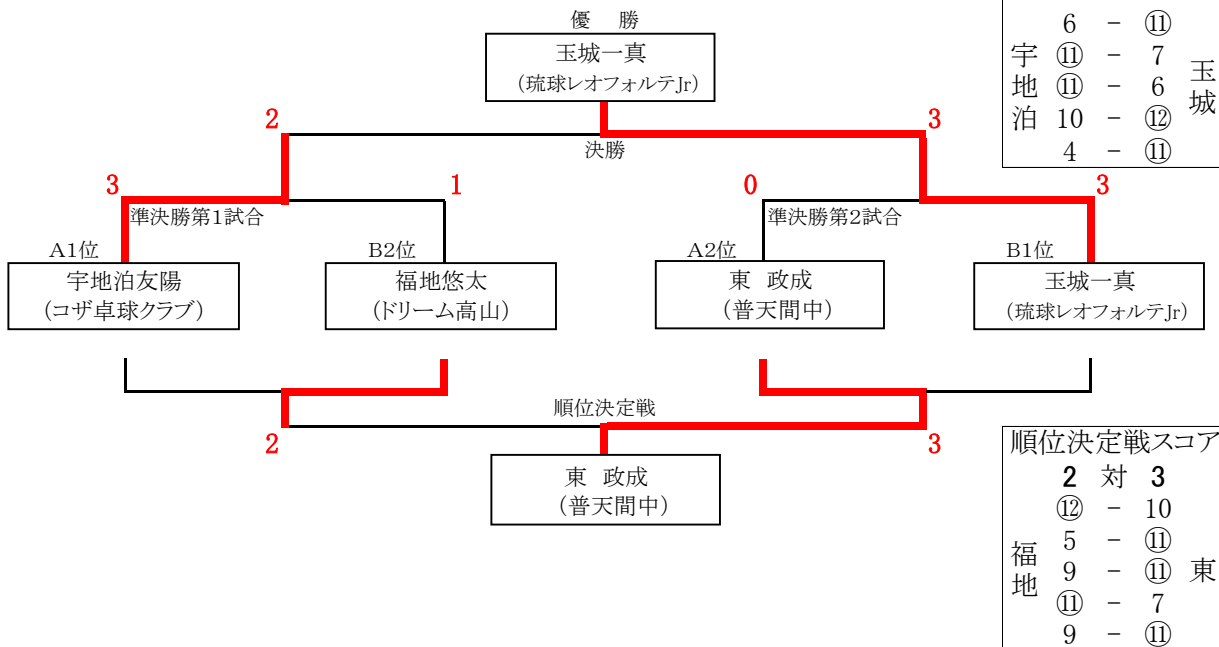 優 勝
玉城一真
(琉球レオフォルテJr)
2
3
決勝
3
1
0
3
準決勝第1試合
準決勝第2試合
A1位
B2位
A2位
B1位
宇地泊友陽
(コザ卓球クラブ)
福地悠太
(ドリーム高山)
東 政成
(普天間中)
玉城一真
(琉球レオフォルテJr)
順位決定戦
2
3
東 政成
(普天間中)
宇地泊
玉城
6 - ⑪
⑪ - 7
⑪ - 6
10 - ⑫
4 - ⑪
順位決定戦スコア
2 対 3
福地
東
⑫ - 10
5 - ⑪
9 - ⑪
⑪ - 7
9 - ⑪